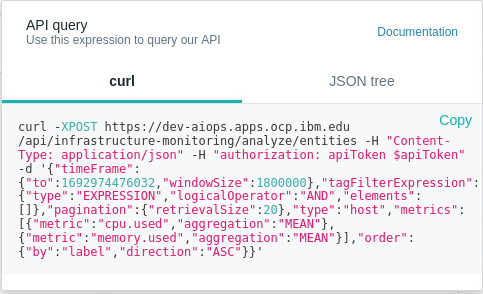 API query
Use this expression to query our API
Documentation
curl
JSON tree
Copy
curl -XPOST https://dev-aiops.apps.ocp.ibm.edu
/api/infrastructure-monitoring/analyze/entities -H "Content-
Type: application/json" -H "authorization: apiToken $apiToken"
-d '{"timeFrame":
{"to":1692974476032,"windowSize":1800000},"tagFilterExpression":
{"type":"EXPRESSION","logicalOperator":"AND","elements":
[]},"pagination":{"retrievalSize":20},"type":"host","metrics":
[{"metric":"cpu.used","aggregation":"MEAN"},
{"metric":"memory.used","aggregation":"MEAN"}],"order":
{"by":"label","direction":"ASC"}}'